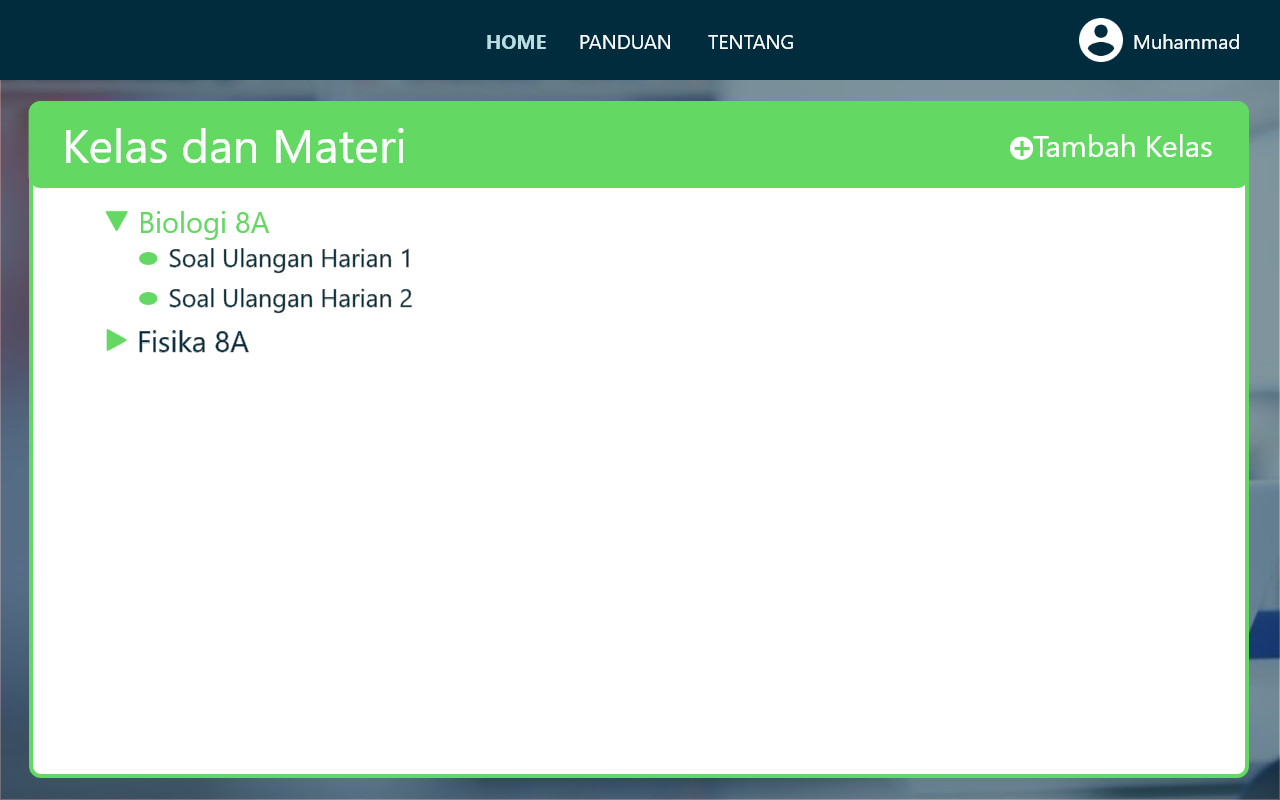 HOME PANDUAN TENTANG Muhammad
Kelas dan Materi Tambah Kelas
Biologi 8A
Soal Ulangan Harian 1
Soal Ulangan Harian 2
Fisika 8A